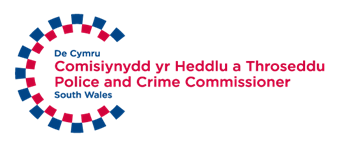 De Cymru
Comisiynydd yr Heddlu a Throseddu
Police and Crime Commissioner
South Wales